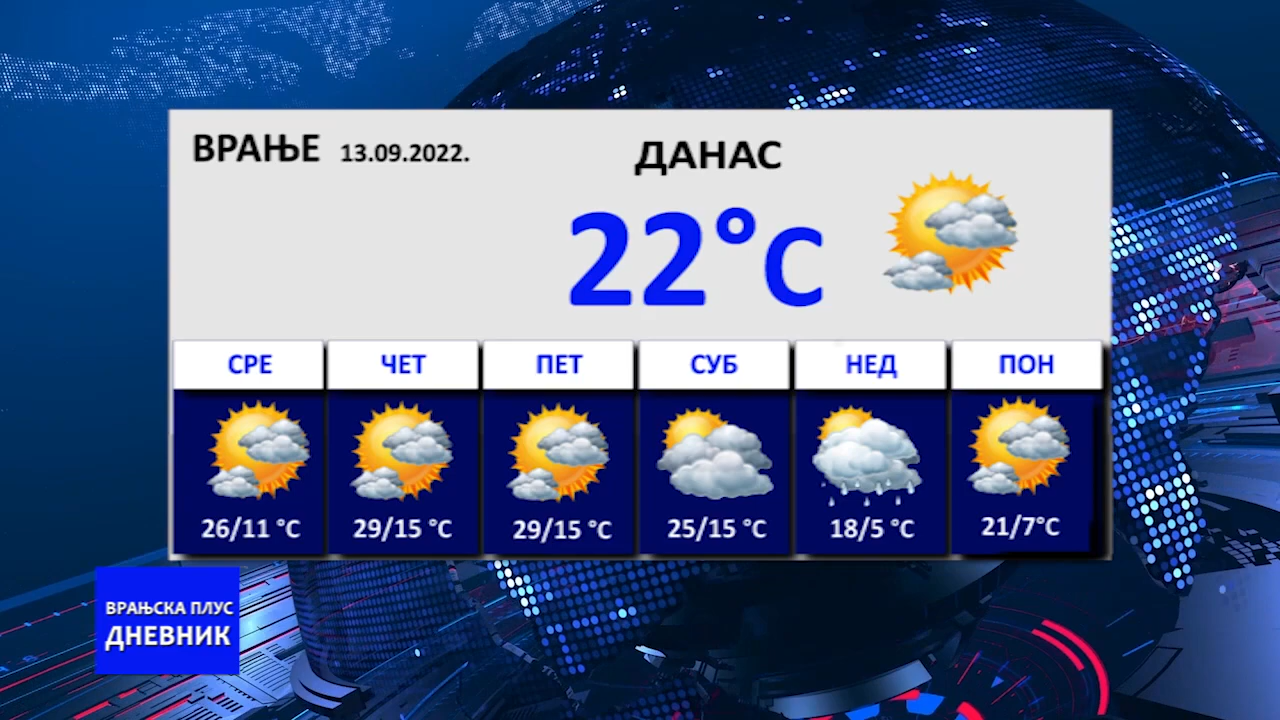 ВРАЊЕ 13.09.2022.
ДАНАС
22°C
СРЕ ЧЕТ ПЕТ СУБ НЕД ПОН
26/11 °C 29/15 °C 29/15 °C 25/15 °C 18/5 °C 21/7°C
ВРАЊСКА ПЛУС
ДНЕВНИК